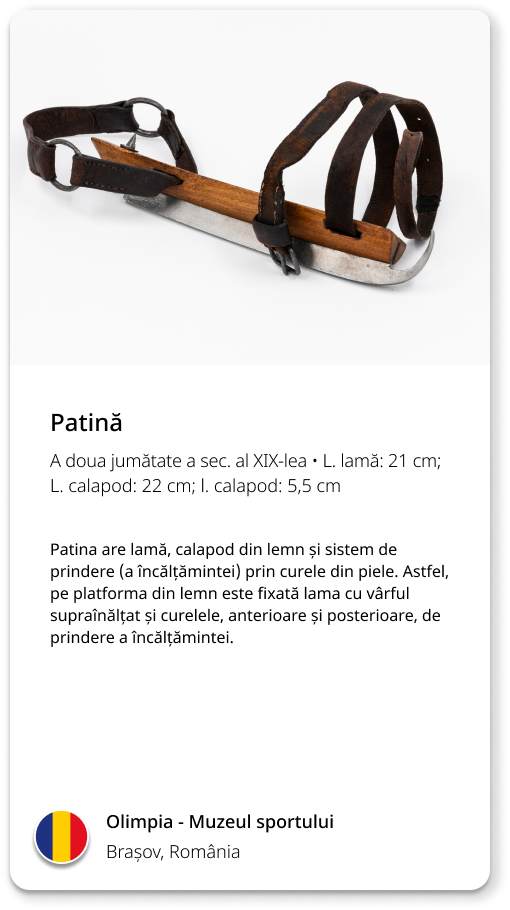 Patină
A doua jumătate a sec. al XIX-lea • L. lamă: 21 cm;
L. calapod: 22 cm; l. calapod: 5,5 cm
Patina are lamă, calapod din lemn și sistem de
prindere (a încălțămintei) prin curele din piele. Astfel,
pe platforma din lemn este fixată lama cu vârful
supraînălțat și curelele, anterioare și posterioare, de
prindere a încălțămintei.
Olimpia - Muzeul sportului
Brașov, România